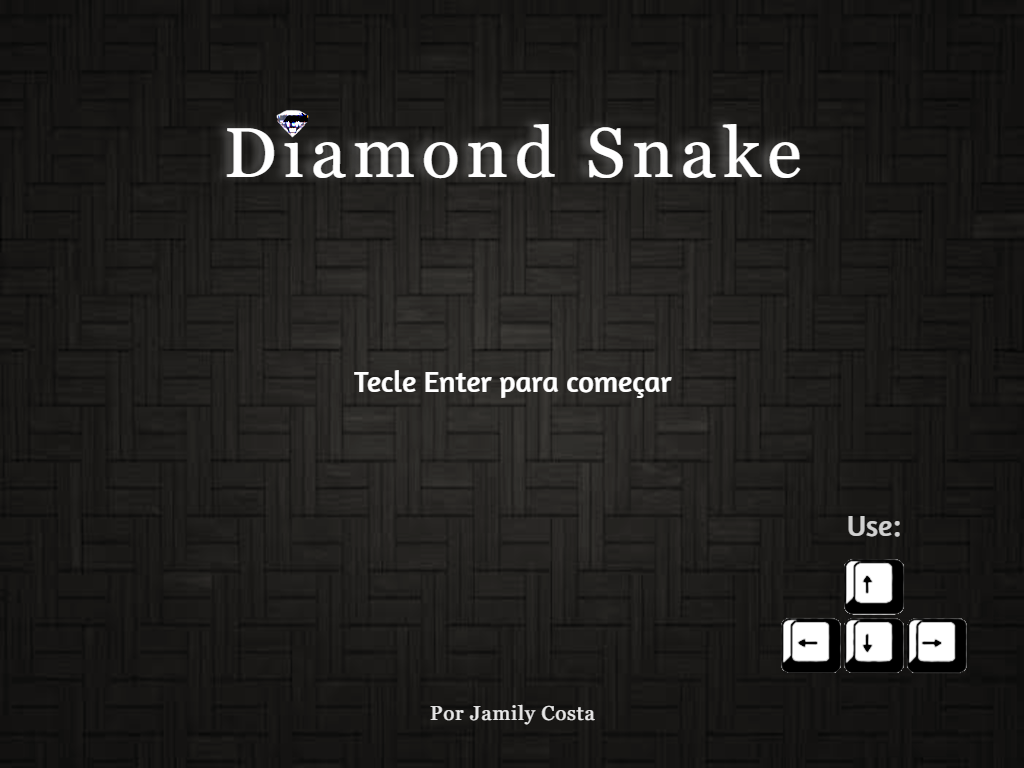 Diamond Snake
Tecle Enter para começar
Use:
↑
← ↓ →
Por Jamily Costa